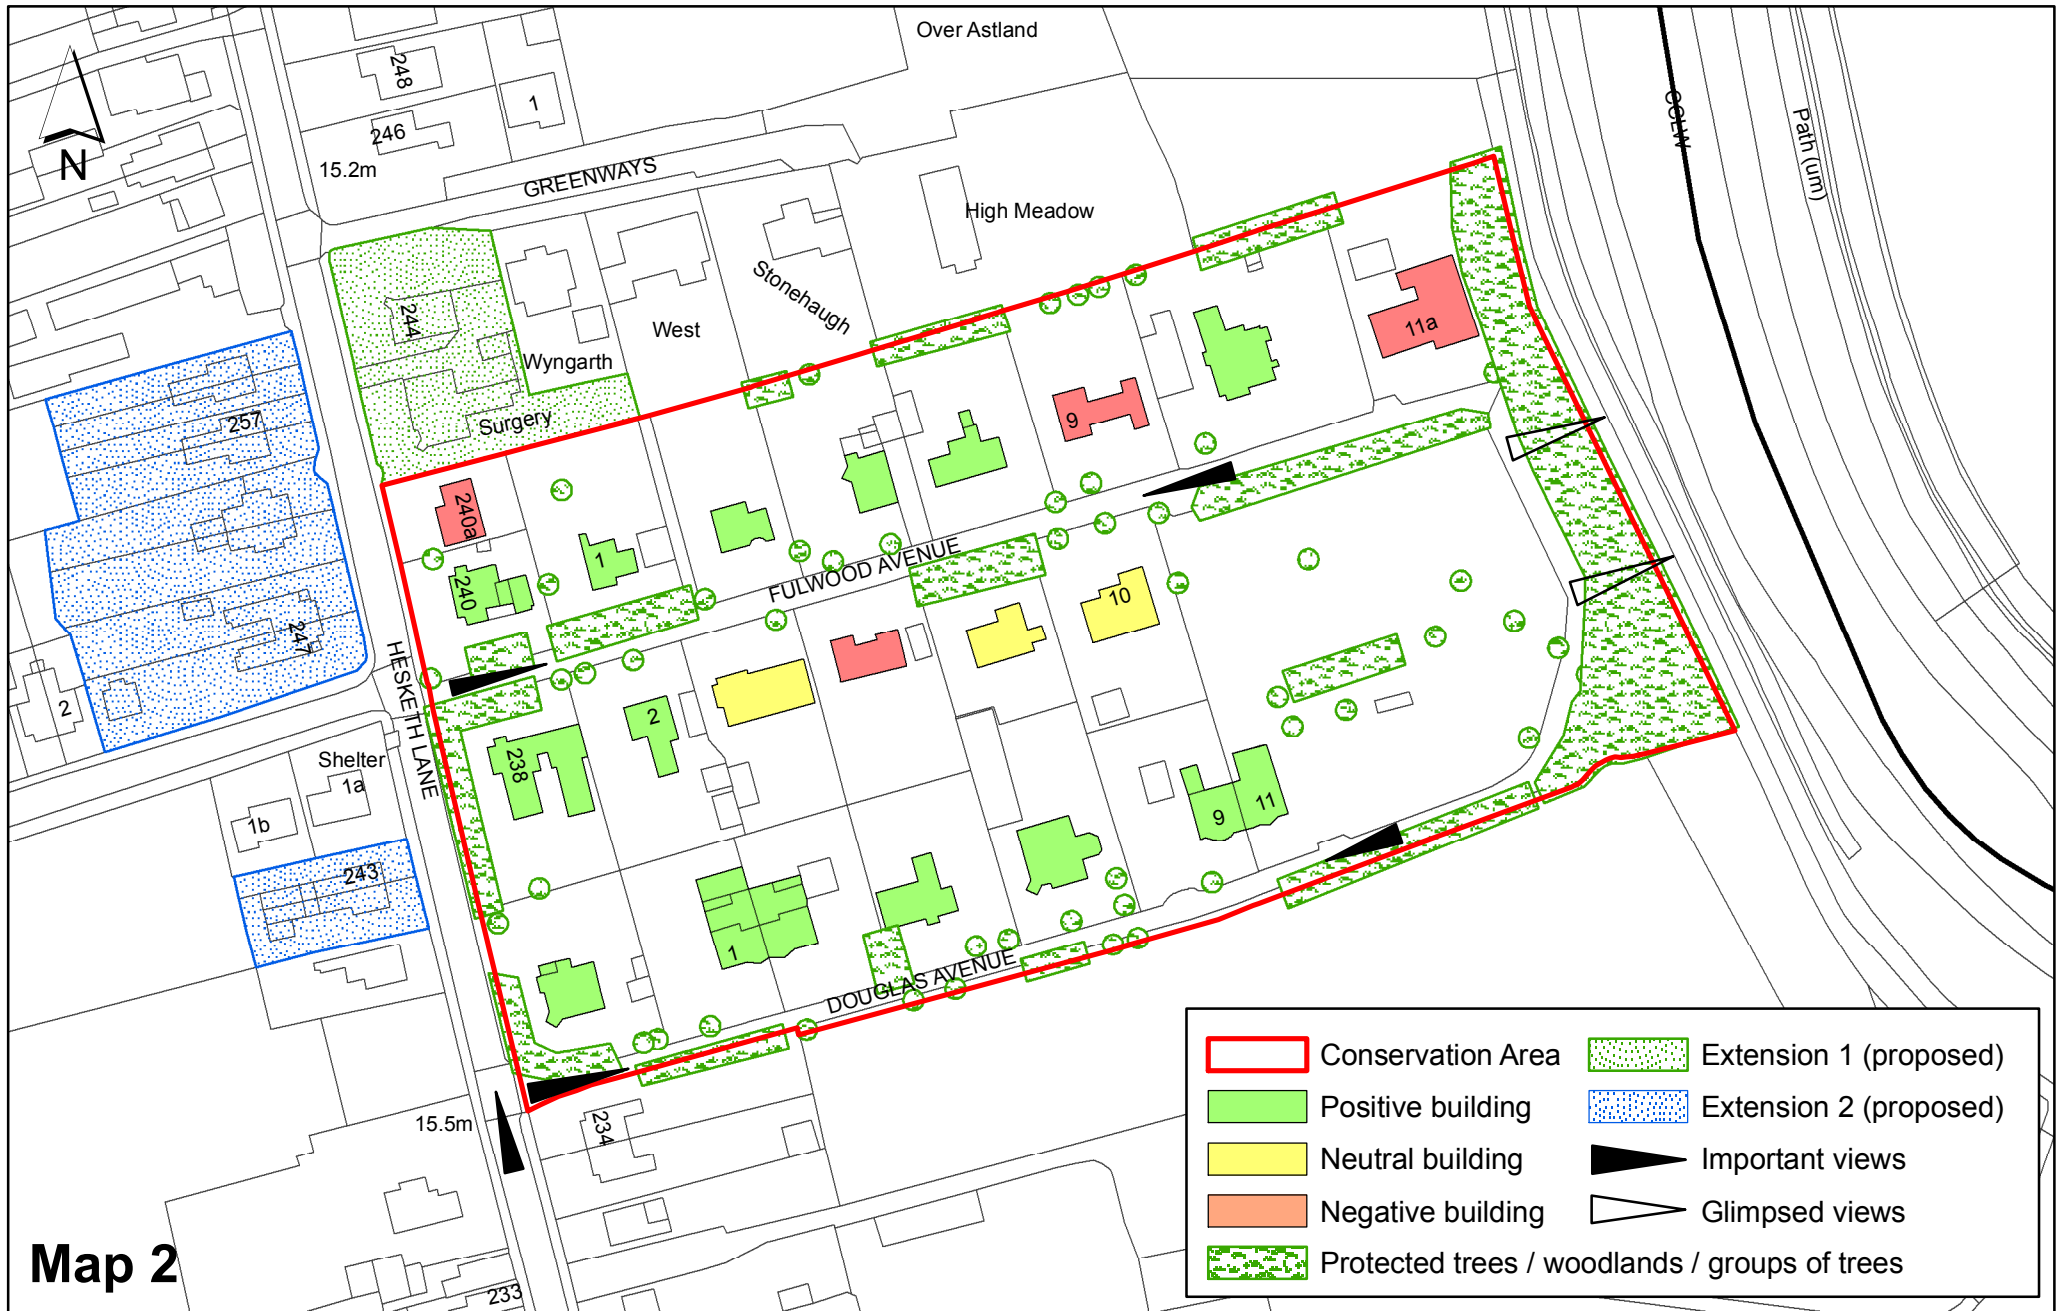 Over Astland
248
1
246
N
15.2m
GREENWAYS
CCLW
Path (um)
High Meadow
Stonehaugh
244
West
Wyngarth
11a
257
Surgery
9
240a
1
240
FULWOOD AVENUE
10
247
HESKETH LANE
2
2
238
Shelter
1a
1b
9
11
243
1
DOUGLAS AVENUE
15.5m
234
233
Map 2
Conservation Area
Extension 1 (proposed)
Positive building
Extension 2 (proposed)
Neutral building
Important views
Negative building
Glimpsed views
Protected trees / woodlands / groups of trees